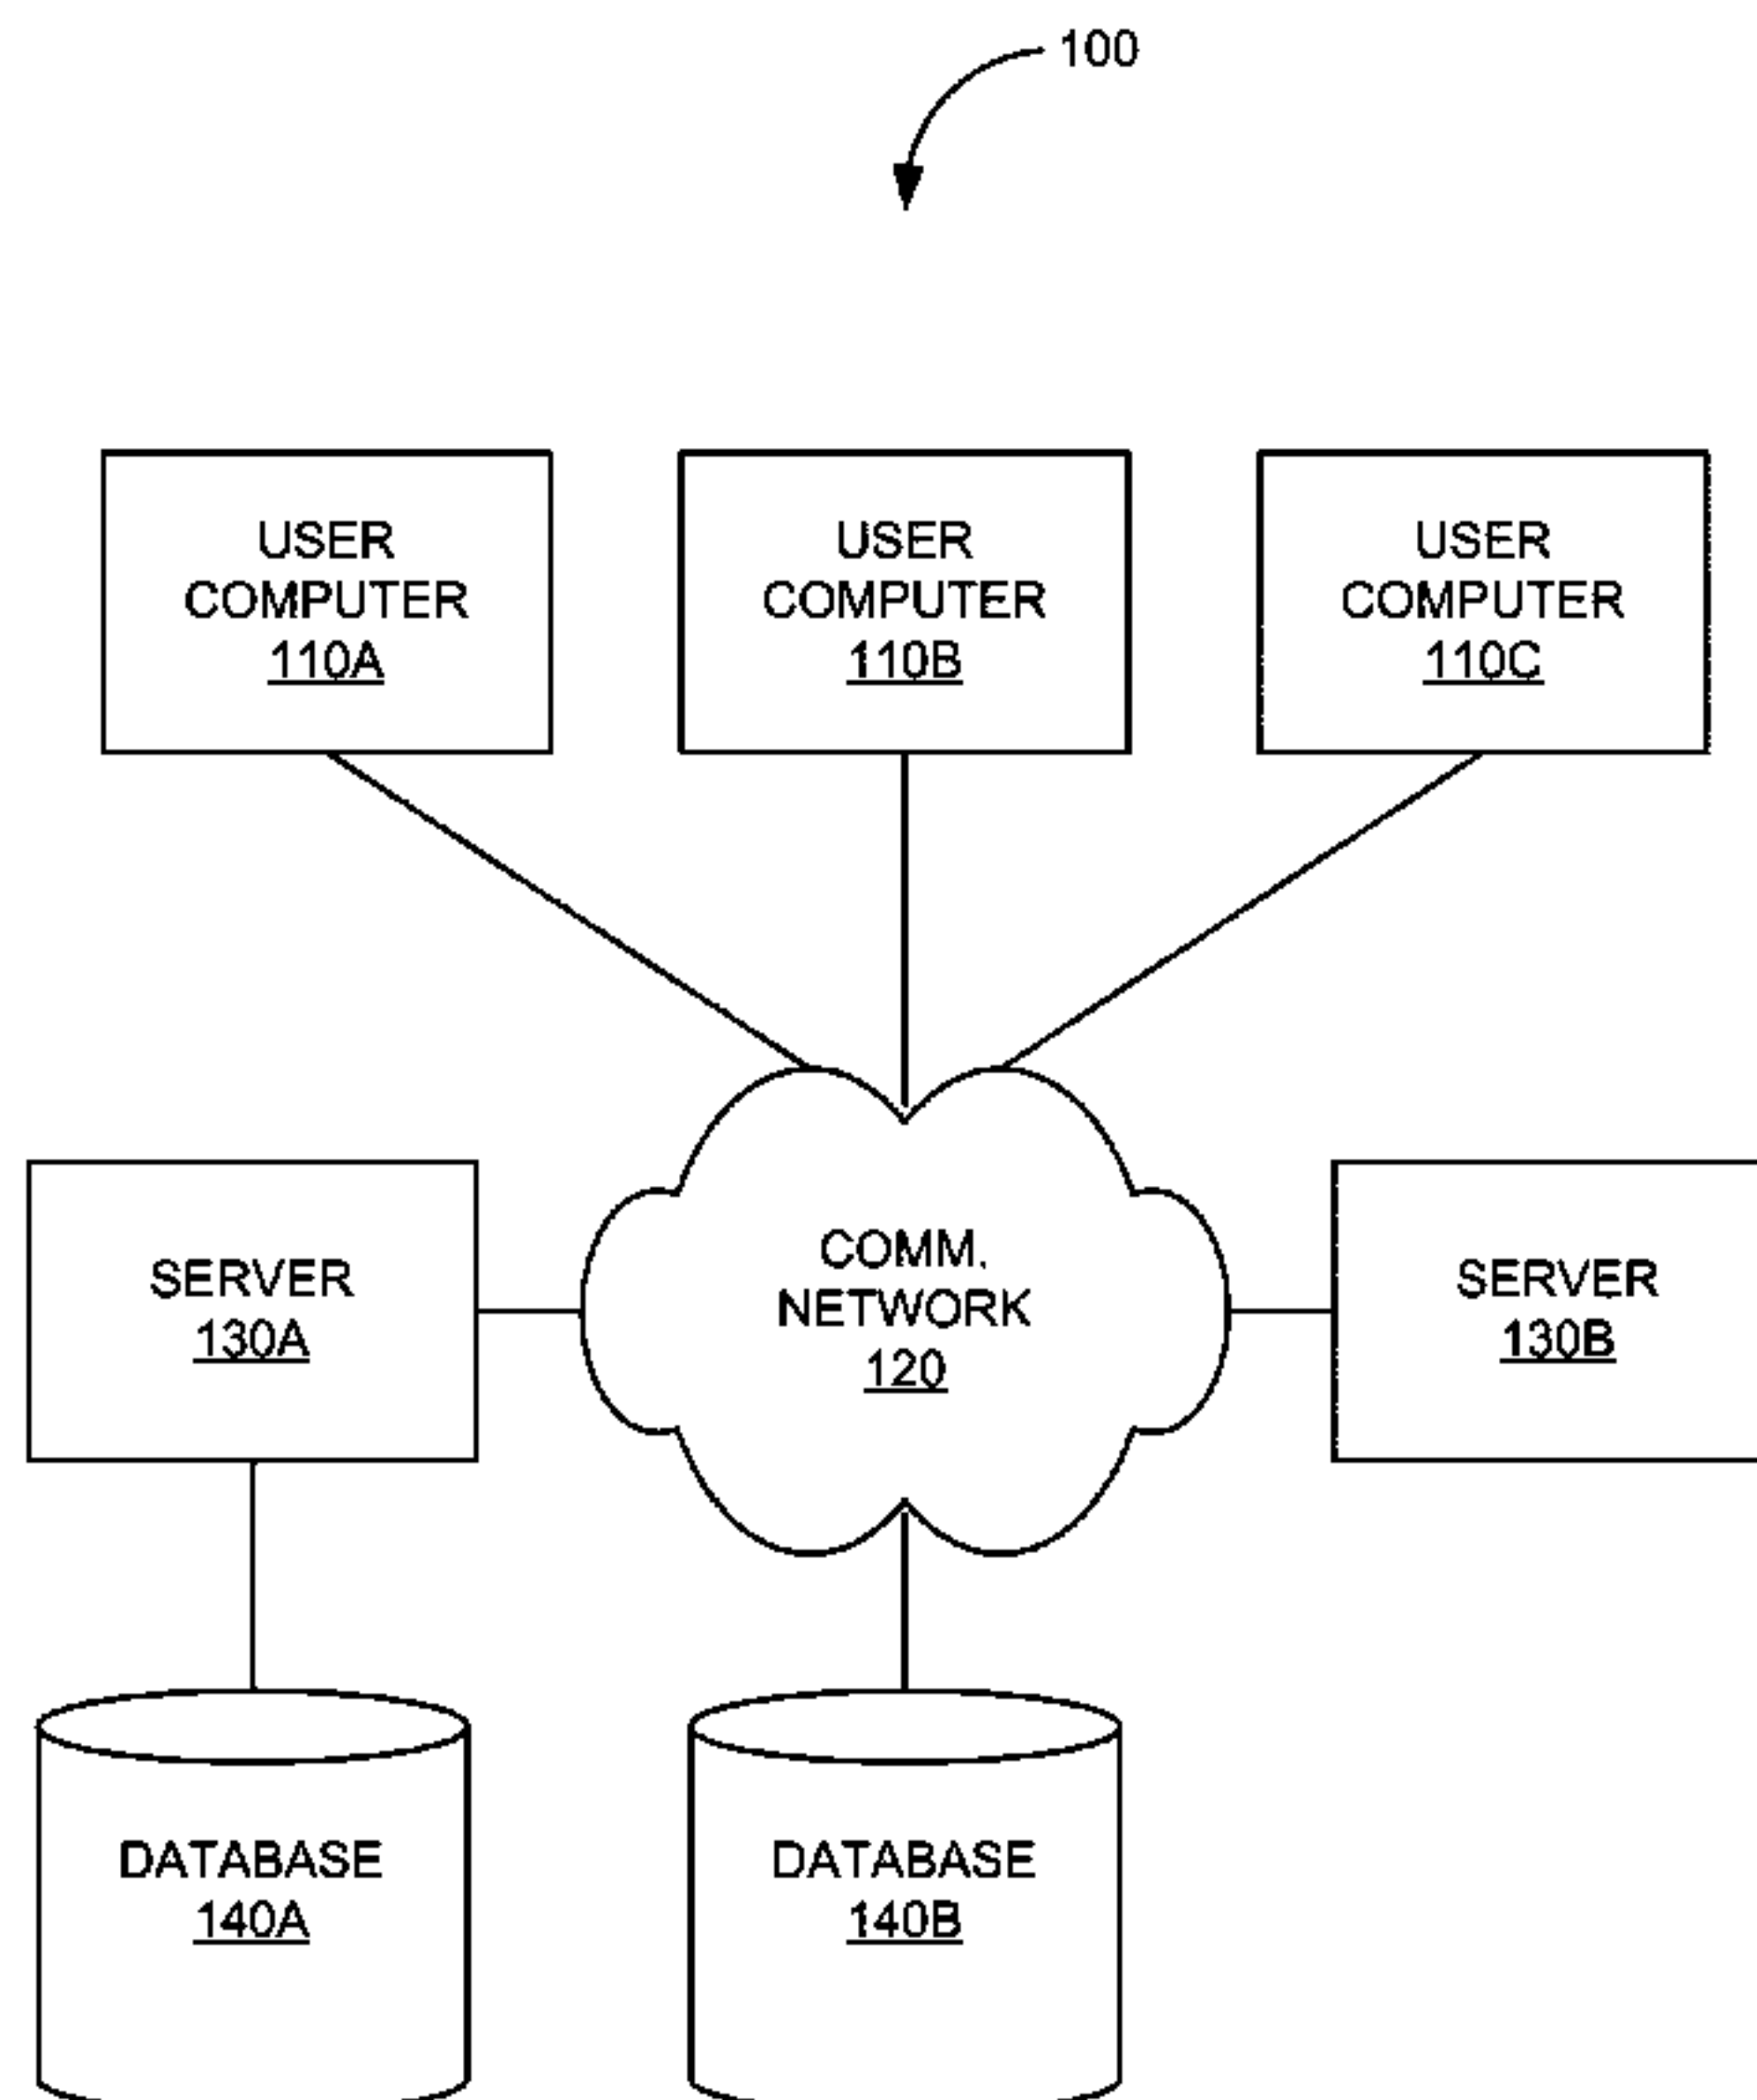 100
USER
COMPUTER
110A
USER
COMPUTER
110B
USER
COMPUTER
110C
SERVER
130A
COMM.
NETWORK
120
SERVER
130B
DATABASE
140A
DATABASE
140B